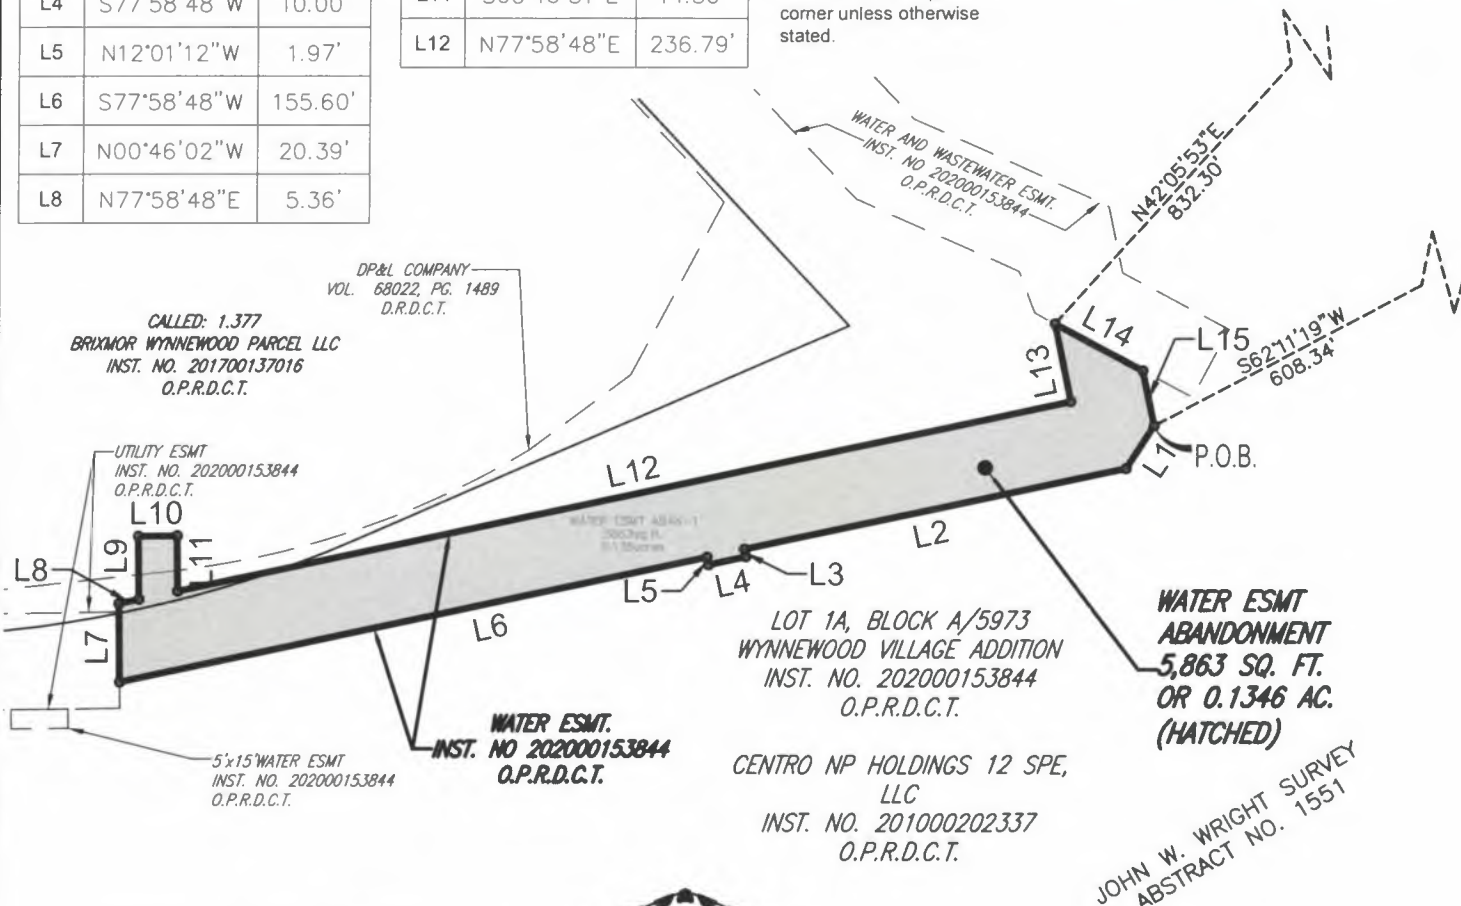 L4 S77°58'48"W 10.00'
L5 N12°01'12"W 1.97'
L6 S77°58'48"W 155.60'
L7 N00°46'02"W 20.39'
L8 N77°58'48"E 5.36'
L12 N77°58'48"E 236.79'
corner unless otherwise
stated.
WATER AND WASTEWATER ESMT.
INST. NO 202000153844
O.P.R.D.C.T.
N42°05'53"E
832.30'
S62°11'19"W
608.34'
DP&L COMPANY
VOL. 68022, PG. 1489
D.R.D.C.T.
CALLED: 1.377
BRIXMOR WYNNEWOOD PARCEL LLC
INST. NO. 201700137016
O.P.R.D.C.T.
UTILITY ESMT
INST. NO. 202000153844
O.P.R.D.C.T.
L14
L15
L13
L1
P.O.B.
L12
L10
L9
L11
L8
L7
L2
L3
L4
L5
L6
LOT 1A, BLOCK A/5973
WYNNEWOOD VILLAGE ADDITION
INST. NO. 202000153844
O.P.R.D.C.T.
WATER ESMT
ABANDONMENT
5,863 SQ. FT.
OR 0.1346 AC.
(HATCHED)
WATER ESMT.
INST. NO 202000153844
O.P.R.D.C.T.
5'x15' WATER ESMT
INST. NO. 202000153844
O.P.R.D.C.T.
CENTRO NP HOLDINGS 12 SPE,
LLC
INST. NO. 201000202337
O.P.R.D.C.T.
JOHN W. WRIGHT SURVEY
ABSTRACT NO. 1551